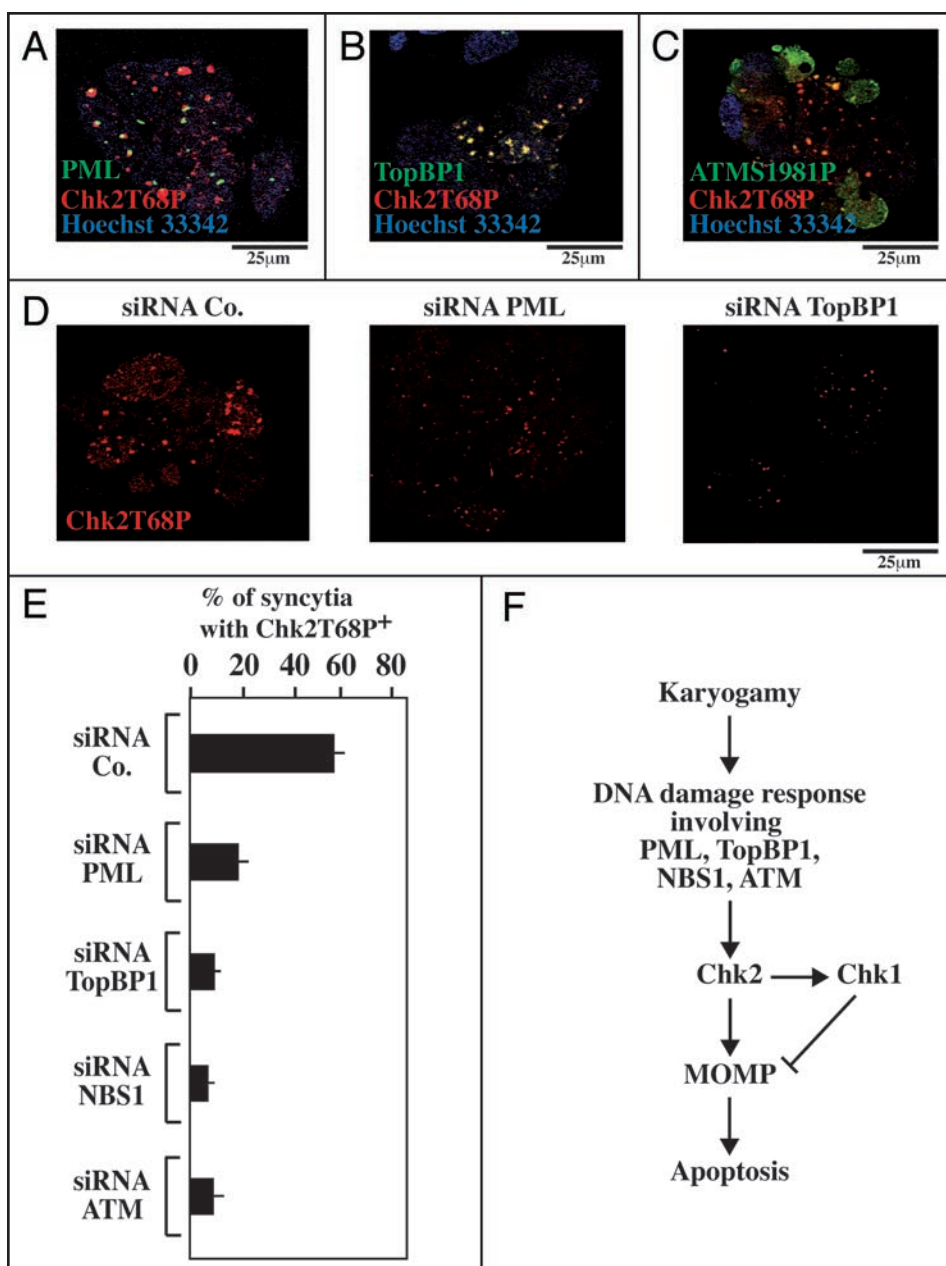 A
PML
Chk2T68P
Hoechst 33342
25μm
B
TopBP1
Chk2T68P
Hoechst 33342
25μm
C
ATMS1981P
Chk2T68P
Hoechst 33342
25μm
D
siRNA Co.
siRNA PML
siRNA TopBP1
Chk2T68P
25μm
E
% of syncytia
with Chk2T68P+
0 20 40 60 80
siRNA
Co.
siRNA
PML
siRNA
TopBP1
siRNA
NBS1
siRNA
ATM
F
Karyogamy
DNA damage response
involving
PML, TopBP1,
NBS1, ATM
Chk2
Chk1
MOMP
Apoptosis